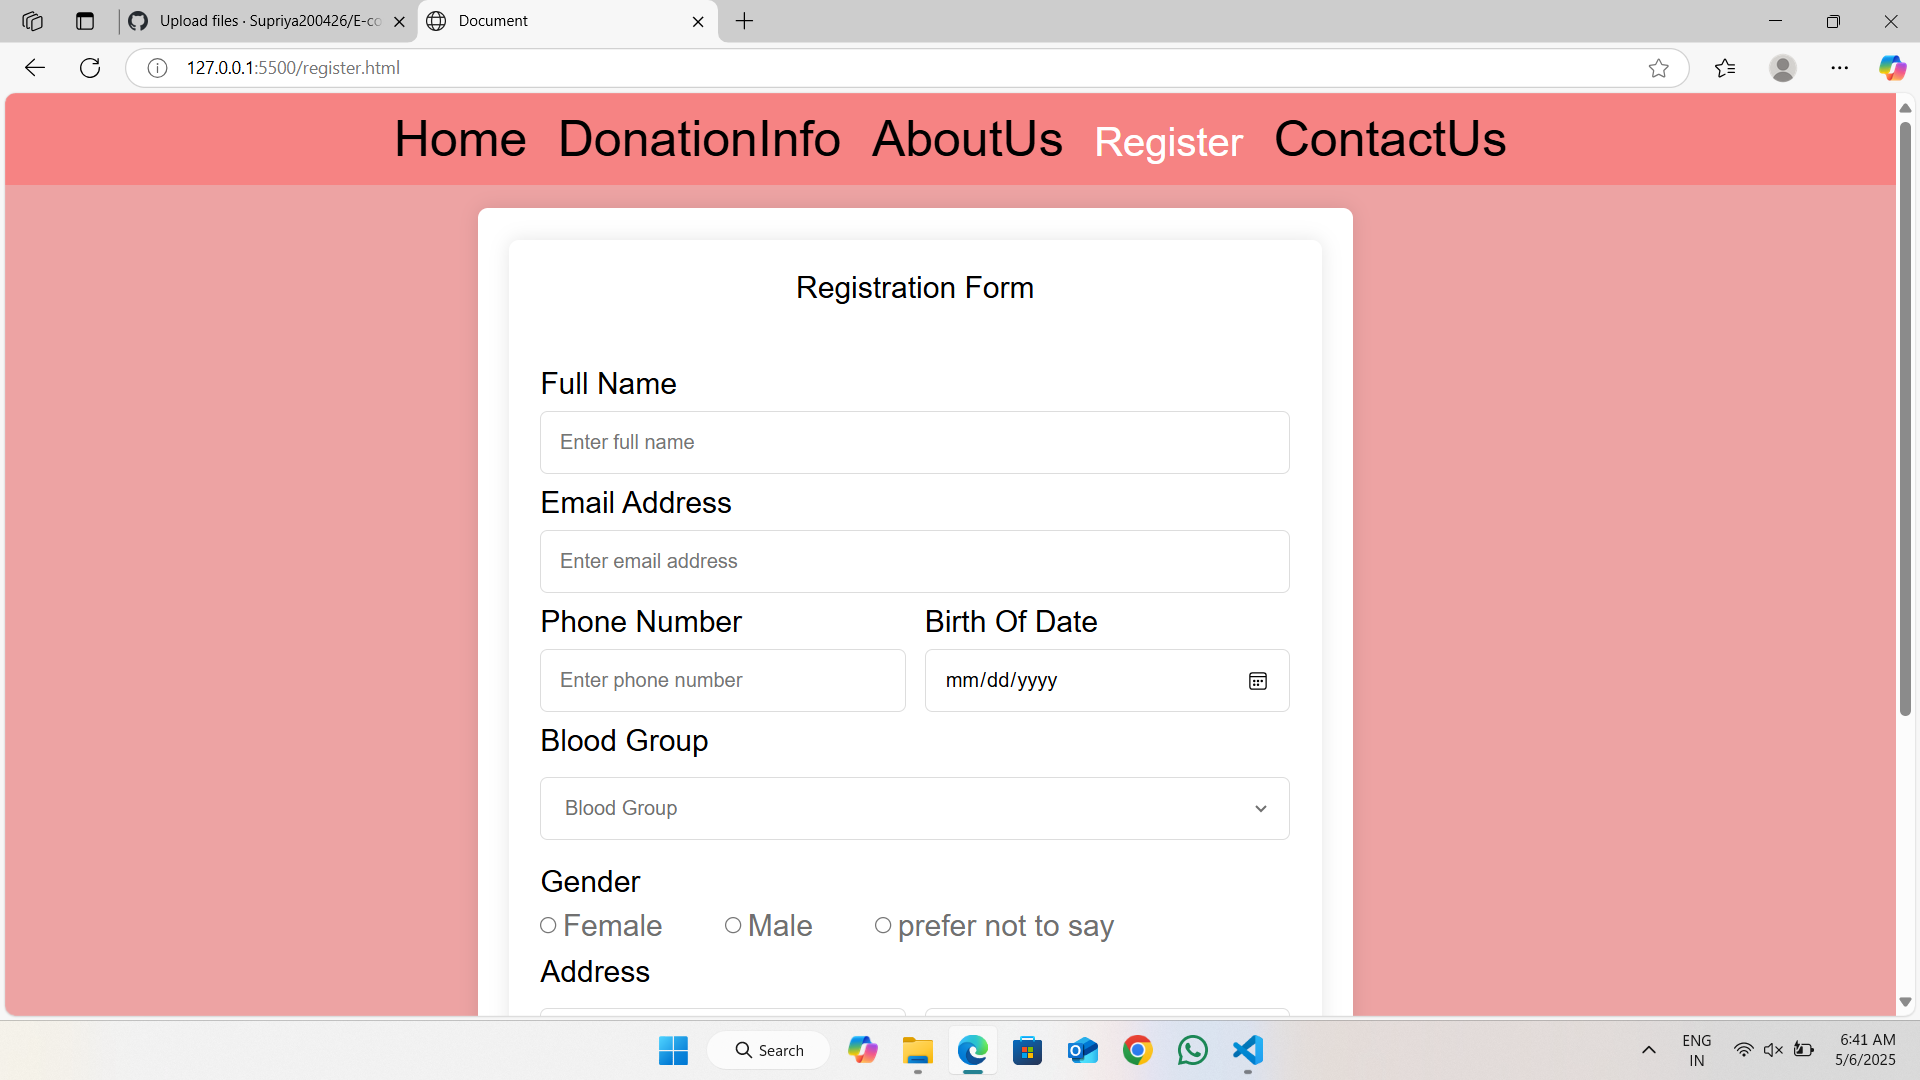 Upload files · Supriya200426/E-co
Document
127.0.0.1:5500/register.html
Home DonationInfo AboutUs Register ContactUs
Registration Form
Full Name
Enter full name
Email Address
Enter email address
Phone Number Birth Of Date
Enter phone number mm/dd/yyyy
Blood Group
Blood Group
Gender
Female Male prefer not to say
Address
Search
ENG
IN
6:41 AM
5/6/2025